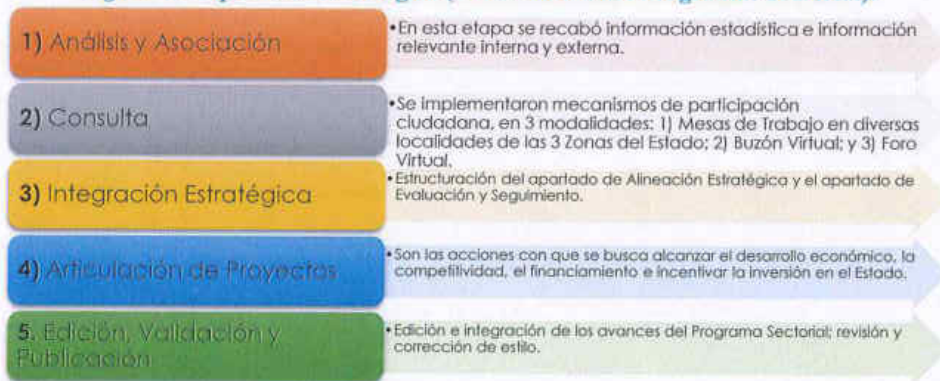 1) Análisis y Asociación
•En esta etapa se recabó información estadística e información
relevante interna y externa.
2) Consulta
•Se implementaron mecanismos de participación
ciudadana, en 3 modalidades: 1) Mesas de Trabajo en diversas
localidades de las 3 Zonas del Estado; 2) Buzón Virtual; y 3) Foro
Virtual.
3) Integración Estratégica
•Estructuración del apartado de Alineación Estratégica y el apartado de
Evaluación y Seguimiento.
4) Articulación de Proyectos
•Son las acciones con que se busca alcanzar el desarrollo económico, la
competitividad, el financiamiento e incentivar la inversión en el Estado.
5. Edición, Validación y
Publicación
•Edición e integración de los avances del Programa Sectorial; revisión y
corrección de estilo.